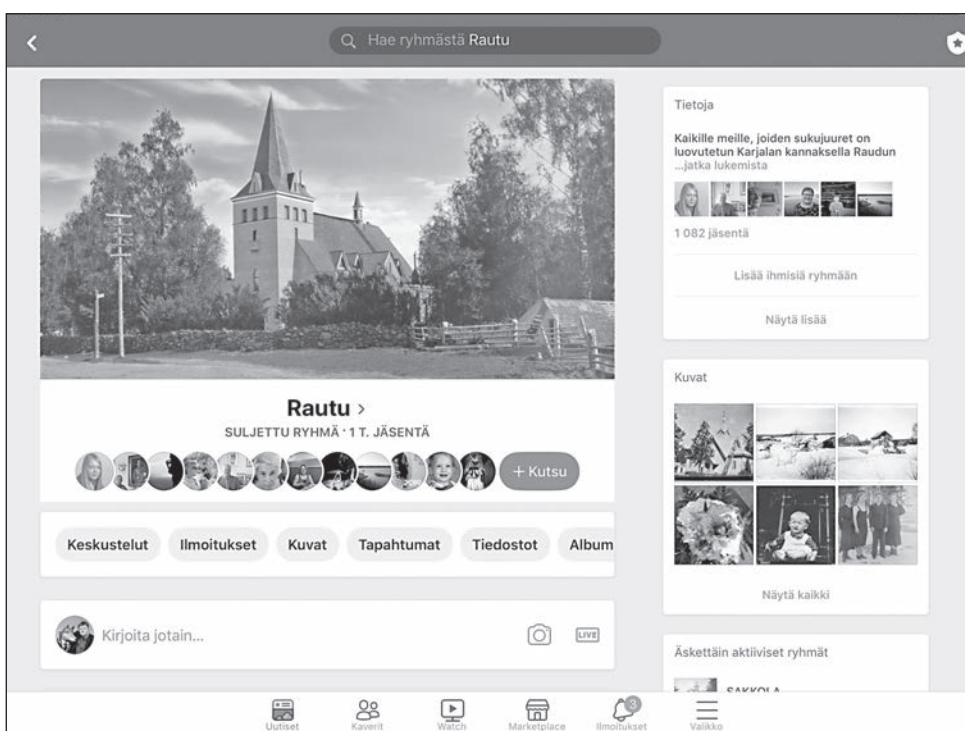 Hae ryhmästä Rautu
Rautu >
SULJETTU RYHMÄ · 1 T. JÄSENTÄ
+ Kutsu
Keskustelut Ilmoitukset Kuvat Tapahtumat Tiedostot Album
Kirjoita jotain...
LIVE
Tietoja
Kaikille meille, joiden sukujuuret on
luovutetun Karjalan kannaksella Raudun
...jatka lukemista
1 082 jäsentä
Lisää ihmisiä ryhmään
Näytä lisää
Kuvat
Näytä kaikki
Äskettäin aktiiviset ryhmät
SAKKOLA
3
Uutiset Kaverit Watch Marketplace Ilmoitukset Valikko